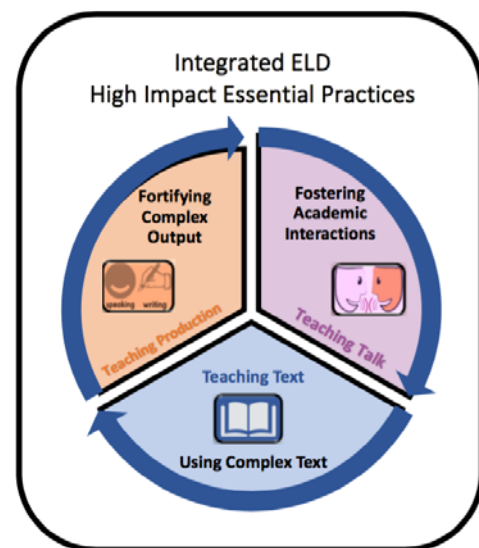 Integrated ELD
High Impact Essential Practices
Fortifying
Complex
Output
speaking writing
Teaching Production
Fostering
Academic
Interactions
Teaching Talk
Teaching Text
Using Complex Text